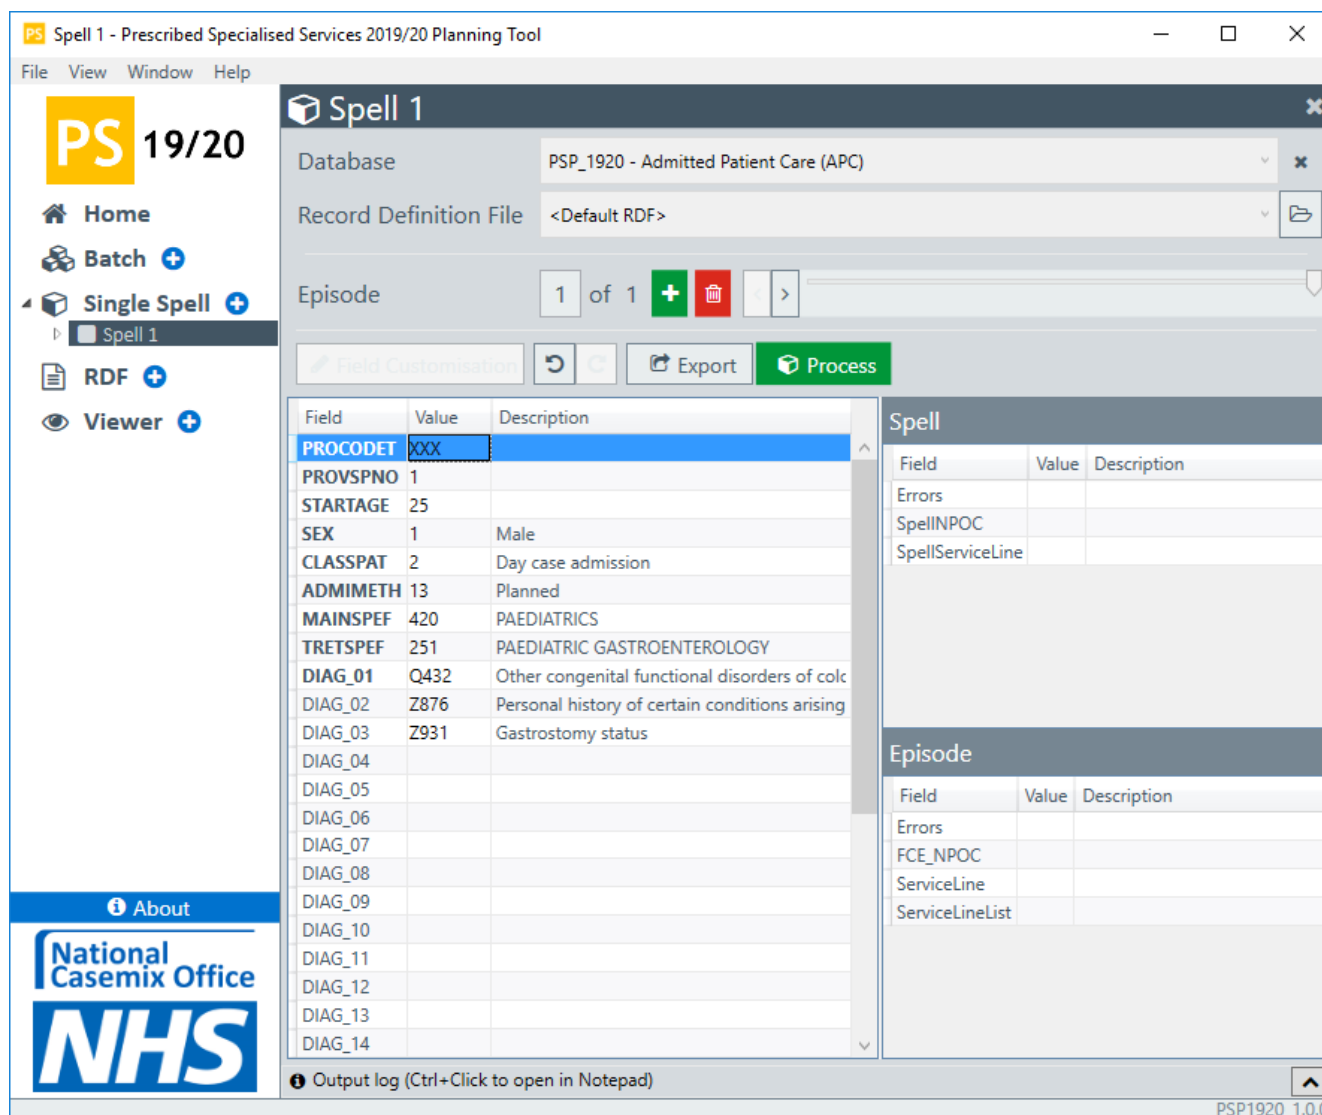 PS Spell 1 - Prescribed Specialised Services 2019/20 Planning Tool
File View Window Help
PS 19/20
Home
Batch
Single Spell
Spell 1
RDF
Viewer
About
National
Casemix Office
NHS
Spell 1
Database PSP_1920 - Admitted Patient Care (APC)
Record Definition File <Default RDF>
Episode 1 of 1
Field Customisation Export Process
Field Value Description
PROCODET XXX
PROVSPNO 1
STARTAGE 25
SEX 1 Male
CLASSPAT 2 Day case admission
ADMIMETH 13 Planned
MAINSPEF 420 PAEDIATRICS
TRETSPEF 251 PAEDIATRIC GASTROENTEROLOGY
DIAG_01 Q432 Other congenital functional disorders of colc
DIAG_02 Z876 Personal history of certain conditions arising
DIAG_03 Z931 Gastrostomy status
DIAG_04
DIAG_05
DIAG_06
DIAG_07
DIAG_08
DIAG_09
DIAG_10
DIAG_11
DIAG_12
DIAG_13
DIAG_14
Spell
Field Value Description
Errors
SpellNPOC
SpellServiceLine
Episode
Field Value Description
Errors
FCE_NPOC
ServiceLine
ServiceLineList
Output log (Ctrl+Click to open in Notepad)
PSP1920_1.0.0